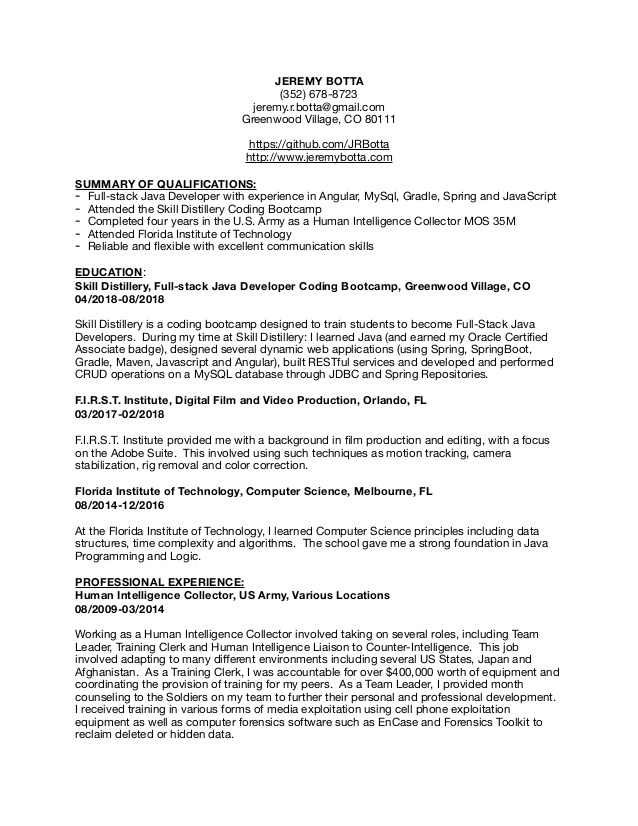 JEREMY BOTTA
(352) 678-8723
jeremy.r.botta@gmail.com
Greenwood Village, CO 80111
https://github.com/JRBotta
http://www.jeremybotta.com
SUMMARY OF QUALIFICATIONS:
- Full-stack Java Developer with experience in Angular, MySql, Gradle, Spring and JavaScript
- Attended the Skill Distillery Coding Bootcamp
- Completed four years in the U.S. Army as a Human Intelligence Collector MOS 35M
- Attended Florida Institute of Technology
- Reliable and flexible with excellent communication skills
EDUCATION:
Skill Distillery, Full-stack Java Developer Coding Bootcamp, Greenwood Village, CO
04/2018-08/2018
Skill Distillery is a coding bootcamp designed to train students to become Full-Stack Java
Developers.  During my time at Skill Distillery: I learned Java (and earned my Oracle Certified
Associate badge), designed several dynamic web applications (using Spring, SpringBoot,
Gradle, Maven, Javascript and Angular), built RESTful services and developed and performed
CRUD operations on a MySQL database through JDBC and Spring Repositories.
F.I.R.S.T. Institute, Digital Film and Video Production, Orlando, FL
03/2017-02/2018
F.I.R.S.T. Institute provided me with a background in film production and editing, with a focus
on the Adobe Suite.  This involved using such techniques as motion tracking, camera
stabilization, rig removal and color correction.
Florida Institute of Technology, Computer Science, Melbourne, FL
08/2014-12/2016
At the Florida Institute of Technology, I learned Computer Science principles including data
structures, time complexity and algorithms.  The school gave me a strong foundation in Java
Programming and Logic.
PROFESSIONAL EXPERIENCE:
Human Intelligence Collector, US Army, Various Locations
08/2009-03/2014
Working as a Human Intelligence Collector involved taking on several roles, including Team
Leader, Training Clerk and Human Intelligence Liaison to Counter-Intelligence.  This job
involved adapting to many different environments including several US States, Japan and
Afghanistan.  As a Training Clerk, I was accountable for over $400,000 worth of equipment and
coordinating the provision of training for my peers.  As a Team Leader, I provided month
counseling to the Soldiers on my team to further their personal and professional development.
I received training in various forms of media exploitation using cell phone exploitation
equipment as well as computer forensics software such as EnCase and Forensics Toolkit to
reclaim deleted or hidden data.